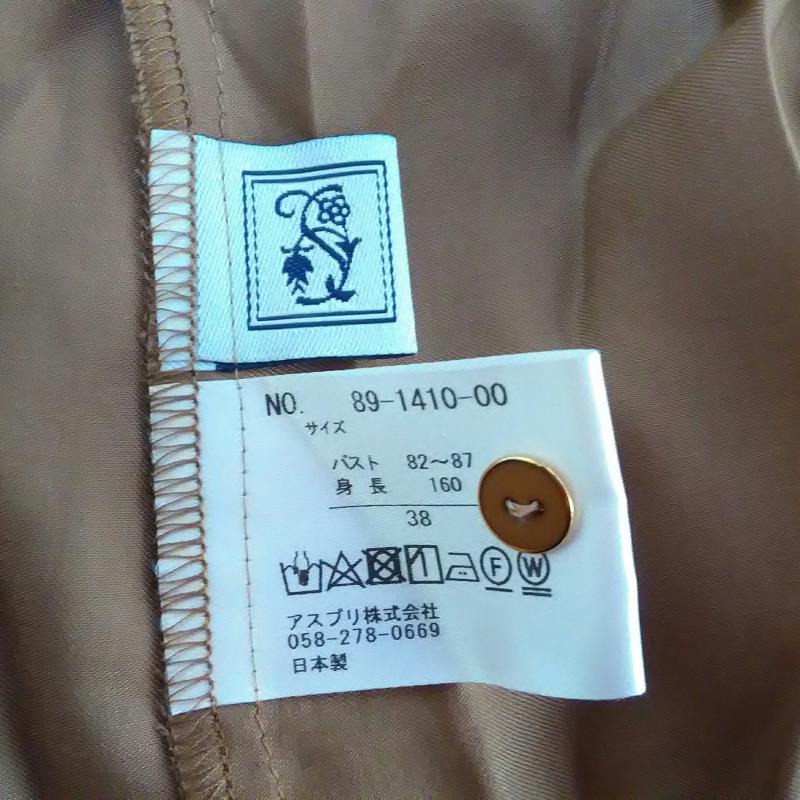 NO. 89-1410-00
サイズ
バスト 82～87
身長 160
38
F W
アスプリ株式会社
058-278-0669
日本製